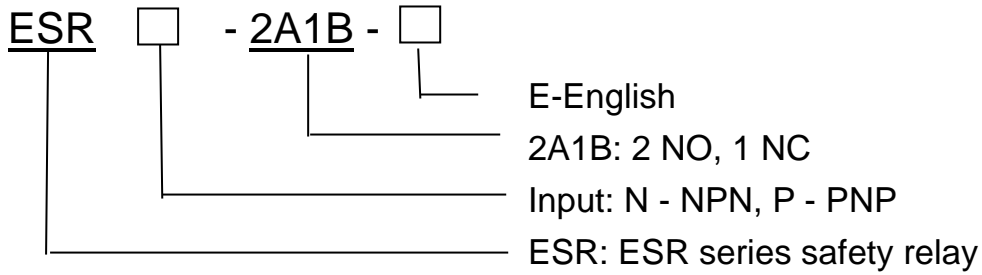 ESR □ - 2A1B - □
E-English
2A1B: 2 NO, 1 NC
Input: N - NPN, P - PNP
ESR: ESR series safety relay